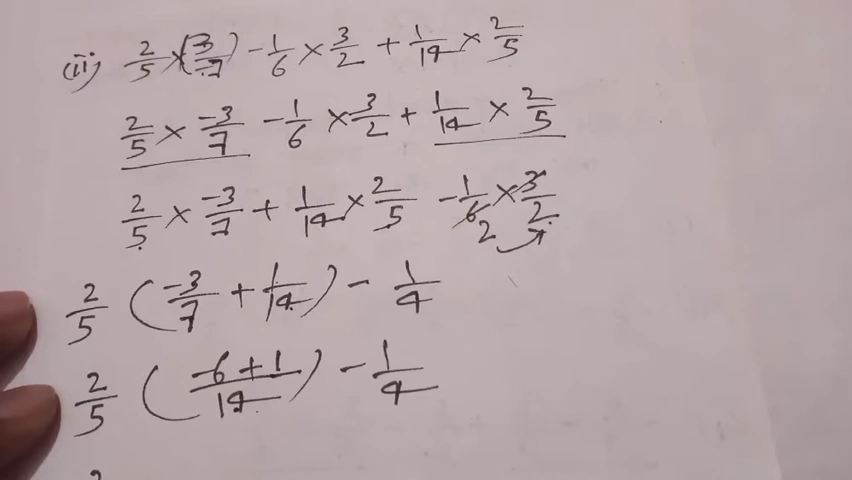 (ii) 2/5 × (3/-7) - 1/6 × 3/2 + 1/14 × 2/5
2/5 × -3/7 - 1/6 × 3/2 + 1/14 × 2/5
2/5 × -3/7 + 1/14 × 2/5 - 1/6 × 3/2
2
2/5 (-3/7 + 1/14) - 1/4
2/5 (-6+1/14) - 1/4